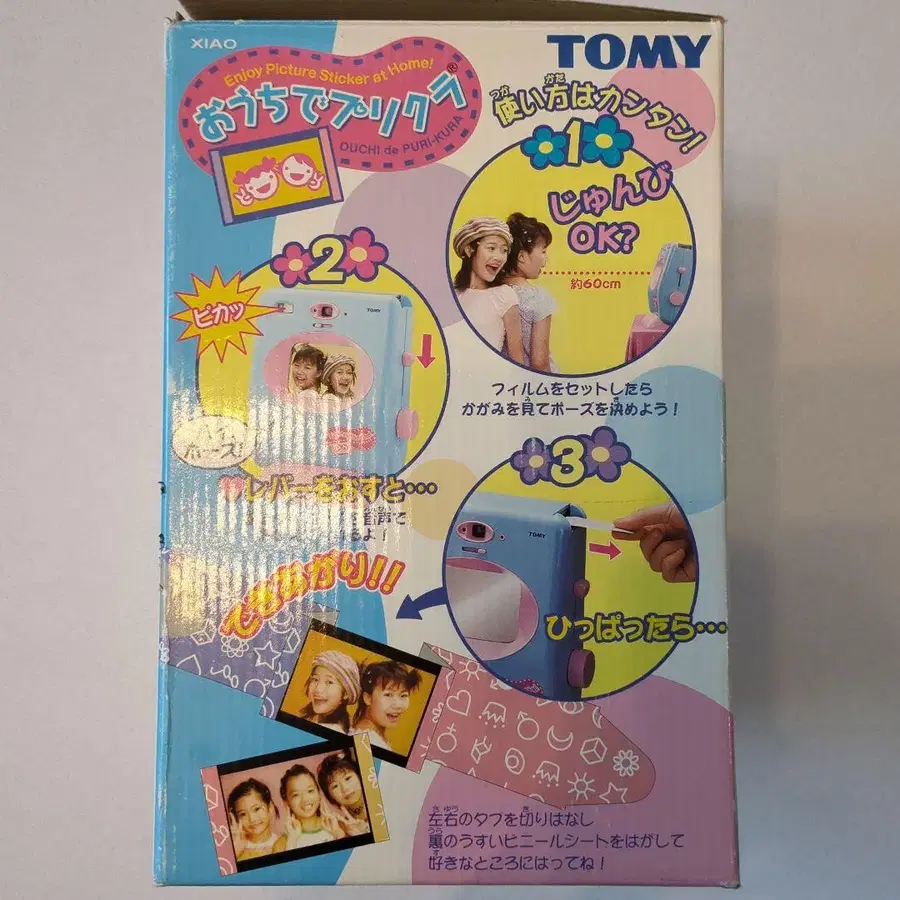 XIAO
TOMY
Enjoy Picture Sticker at Home!
おうちでプリクラ®
OUCHI de PURI-KURA
使い方はカンタン!
1
じゅんび
OK?
約60cm
フィルムをセットしたら
かがみを見てポーズを決めよう!
2
ピカッ
TOMY
ポーズ!
レバーをおすと…
音声で
3
TOMY
ひっぱったら…
できあがり!!
左右のタブを切りはなし
裏のうすいビニールシートをはがして
好きなところにはってね!